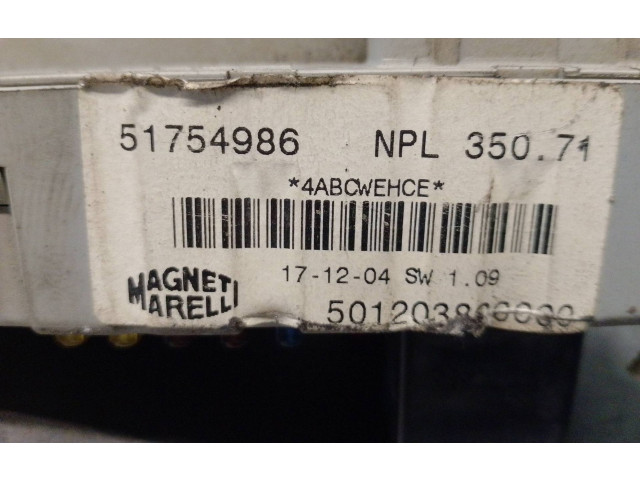 51754986 NPL 350.71
*4ABCWEHCE*
17-12-04 SW 1.09
MAGNETI
MARELLI